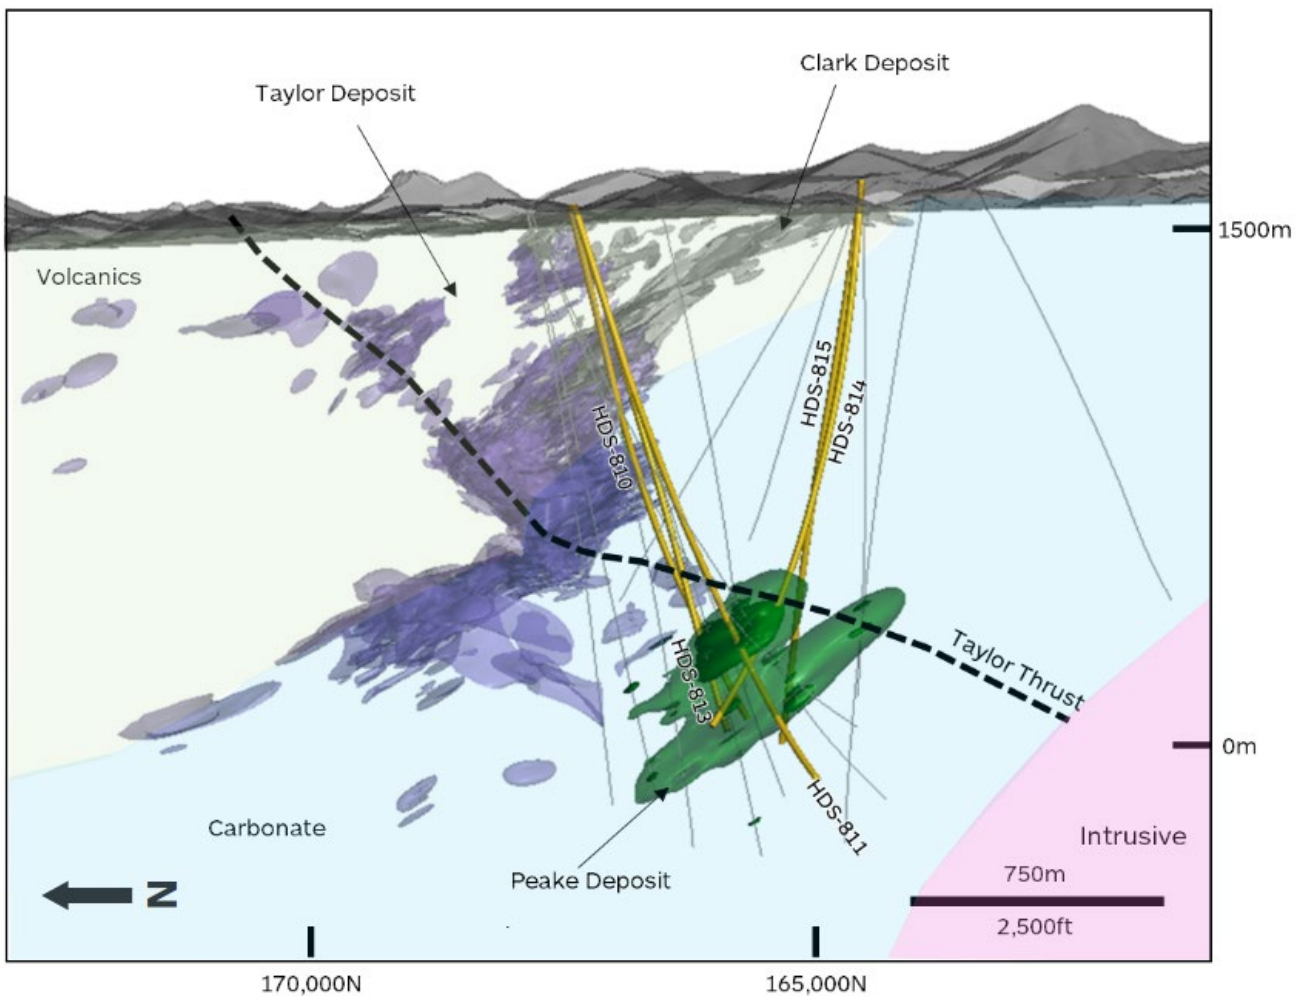 Clark Deposit
Taylor Deposit
1500m
Volcanics
HDS-815
HDS-814
HDS-810
Taylor Thrust
HDS-813
0m
HDS-811
Carbonate
Intrusive
Peake Deposit
750m
N
2,500ft
170,000N
165,000N